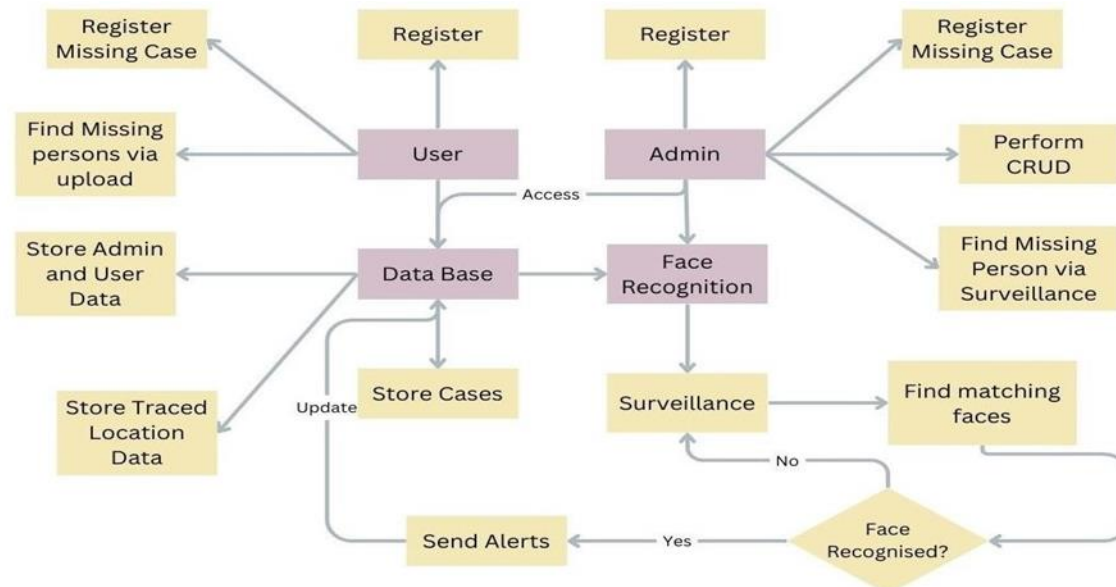 Register
Missing Case
Register
Register
Register
Missing Case
Find Missing
persons via
upload
User
Admin
Perform
CRUD
Access
Store Admin
and User
Data
Data Base
Face
Recognition
Find Missing
Person via
Surveillance
Store Traced
Location
Data
Update
Store Cases
Surveillance
Find matching
faces
No
Send Alerts
Yes
Face
Recognised?